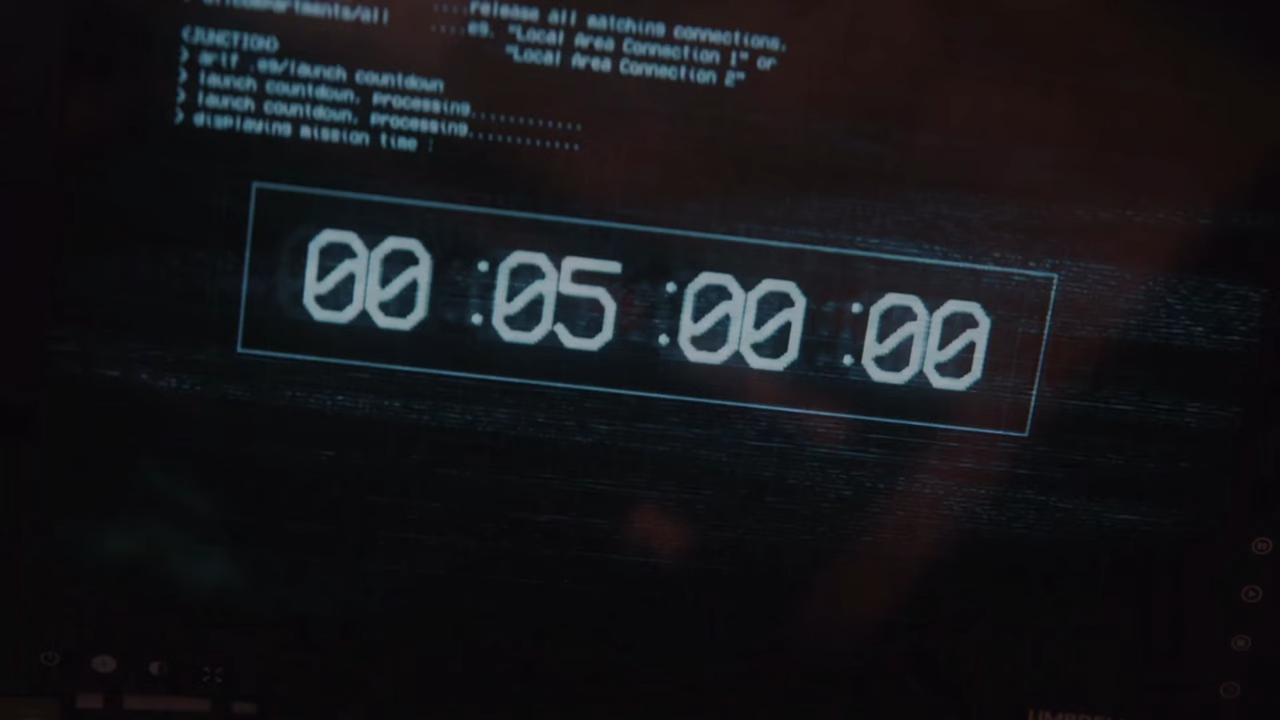 ....release all matching connections.
....eg. "Local Area Connection 1" or
"Local Area Connection 2"
<JUNCTION>
> launch countdown
> launch countdown. processing............
> launch countdown. processing............
> displaying mission time :
00 :05 :00 :00